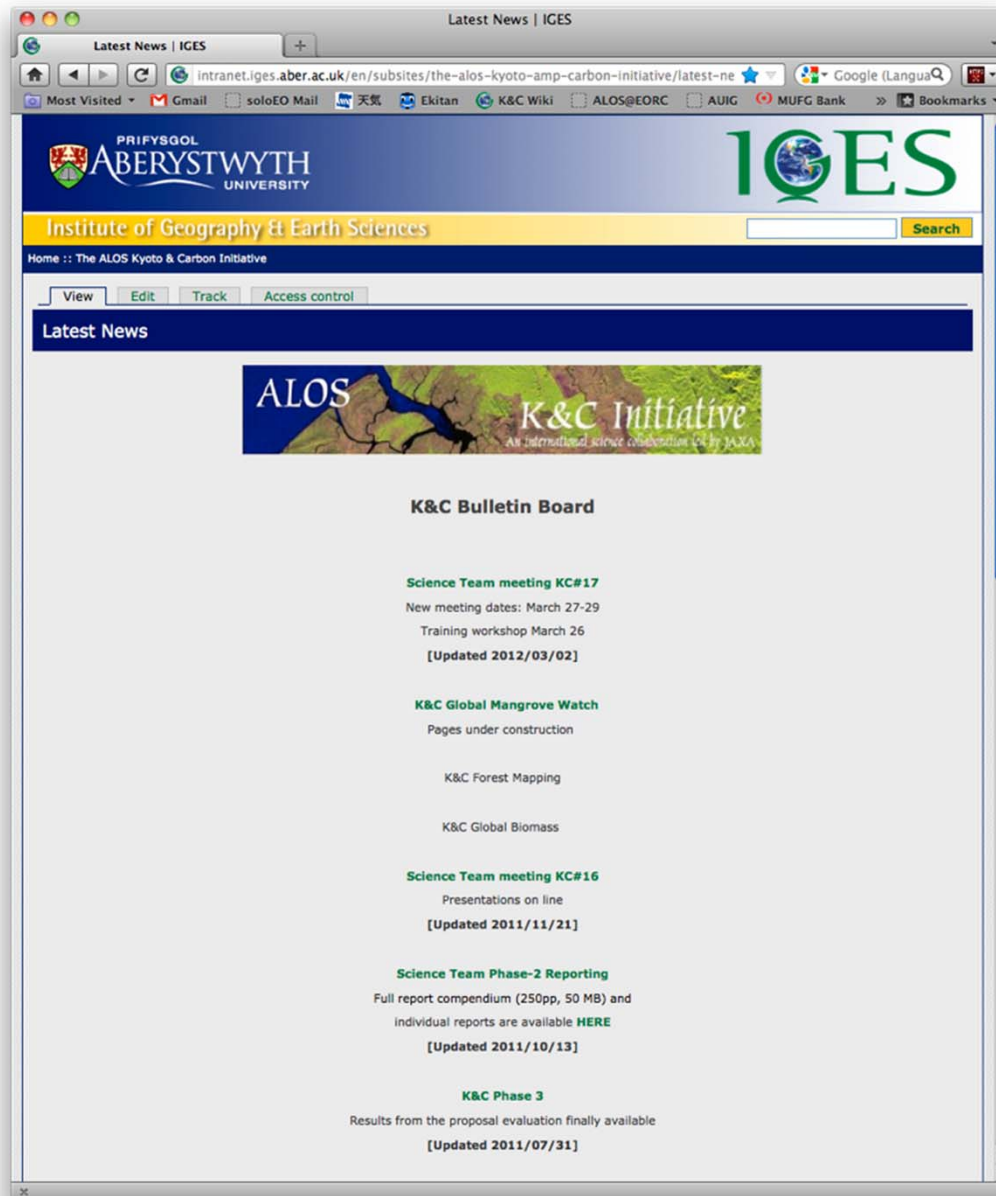 Latest News | IGES
Latest News | IGES
intranet.iges.aber.ac.uk/en/subsites/the-alos-kyoto-amp-carbon-initiative/latest-ne
Google (Langua
Most Visited Gmail soloEO Mail 天気 Ekitan K&C Wiki ALOS@EORC AUIG MUFG Bank » Bookmarks
PRIFYSGOL
ABERYSTWYTH
UNIVERSITY
IGES
Institute of Geography & Earth Sciences
Search
Home :: The ALOS Kyoto & Carbon Initiative
View Edit Track Access control
Latest News
ALOS
K&C Initiative
An international science collaboration led by JAXA
K&C Bulletin Board
Science Team meeting KC#17
New meeting dates: March 27-29
Training workshop March 26
[Updated 2012/03/02]
K&C Global Mangrove Watch
Pages under construction
K&C Forest Mapping
K&C Global Biomass
Science Team meeting KC#16
Presentations on line
[Updated 2011/11/21]
Science Team Phase-2 Reporting
Full report compendium (250pp, 50 MB) and
individual reports are available HERE
[Updated 2011/10/13]
K&C Phase 3
Results from the proposal evaluation finally available
[Updated 2011/07/31]